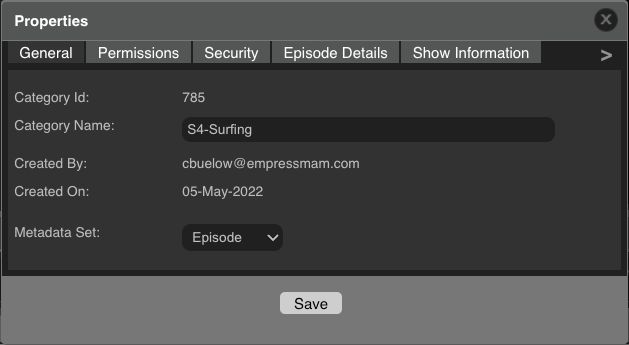 Properties
General Permissions Security Episode Details Show Information >
Category Id: 785
Category Name: S4-Surfing
Created By: cbuelow@empressmam.com
Created On: 05-May-2022
Metadata Set: Episode
Save